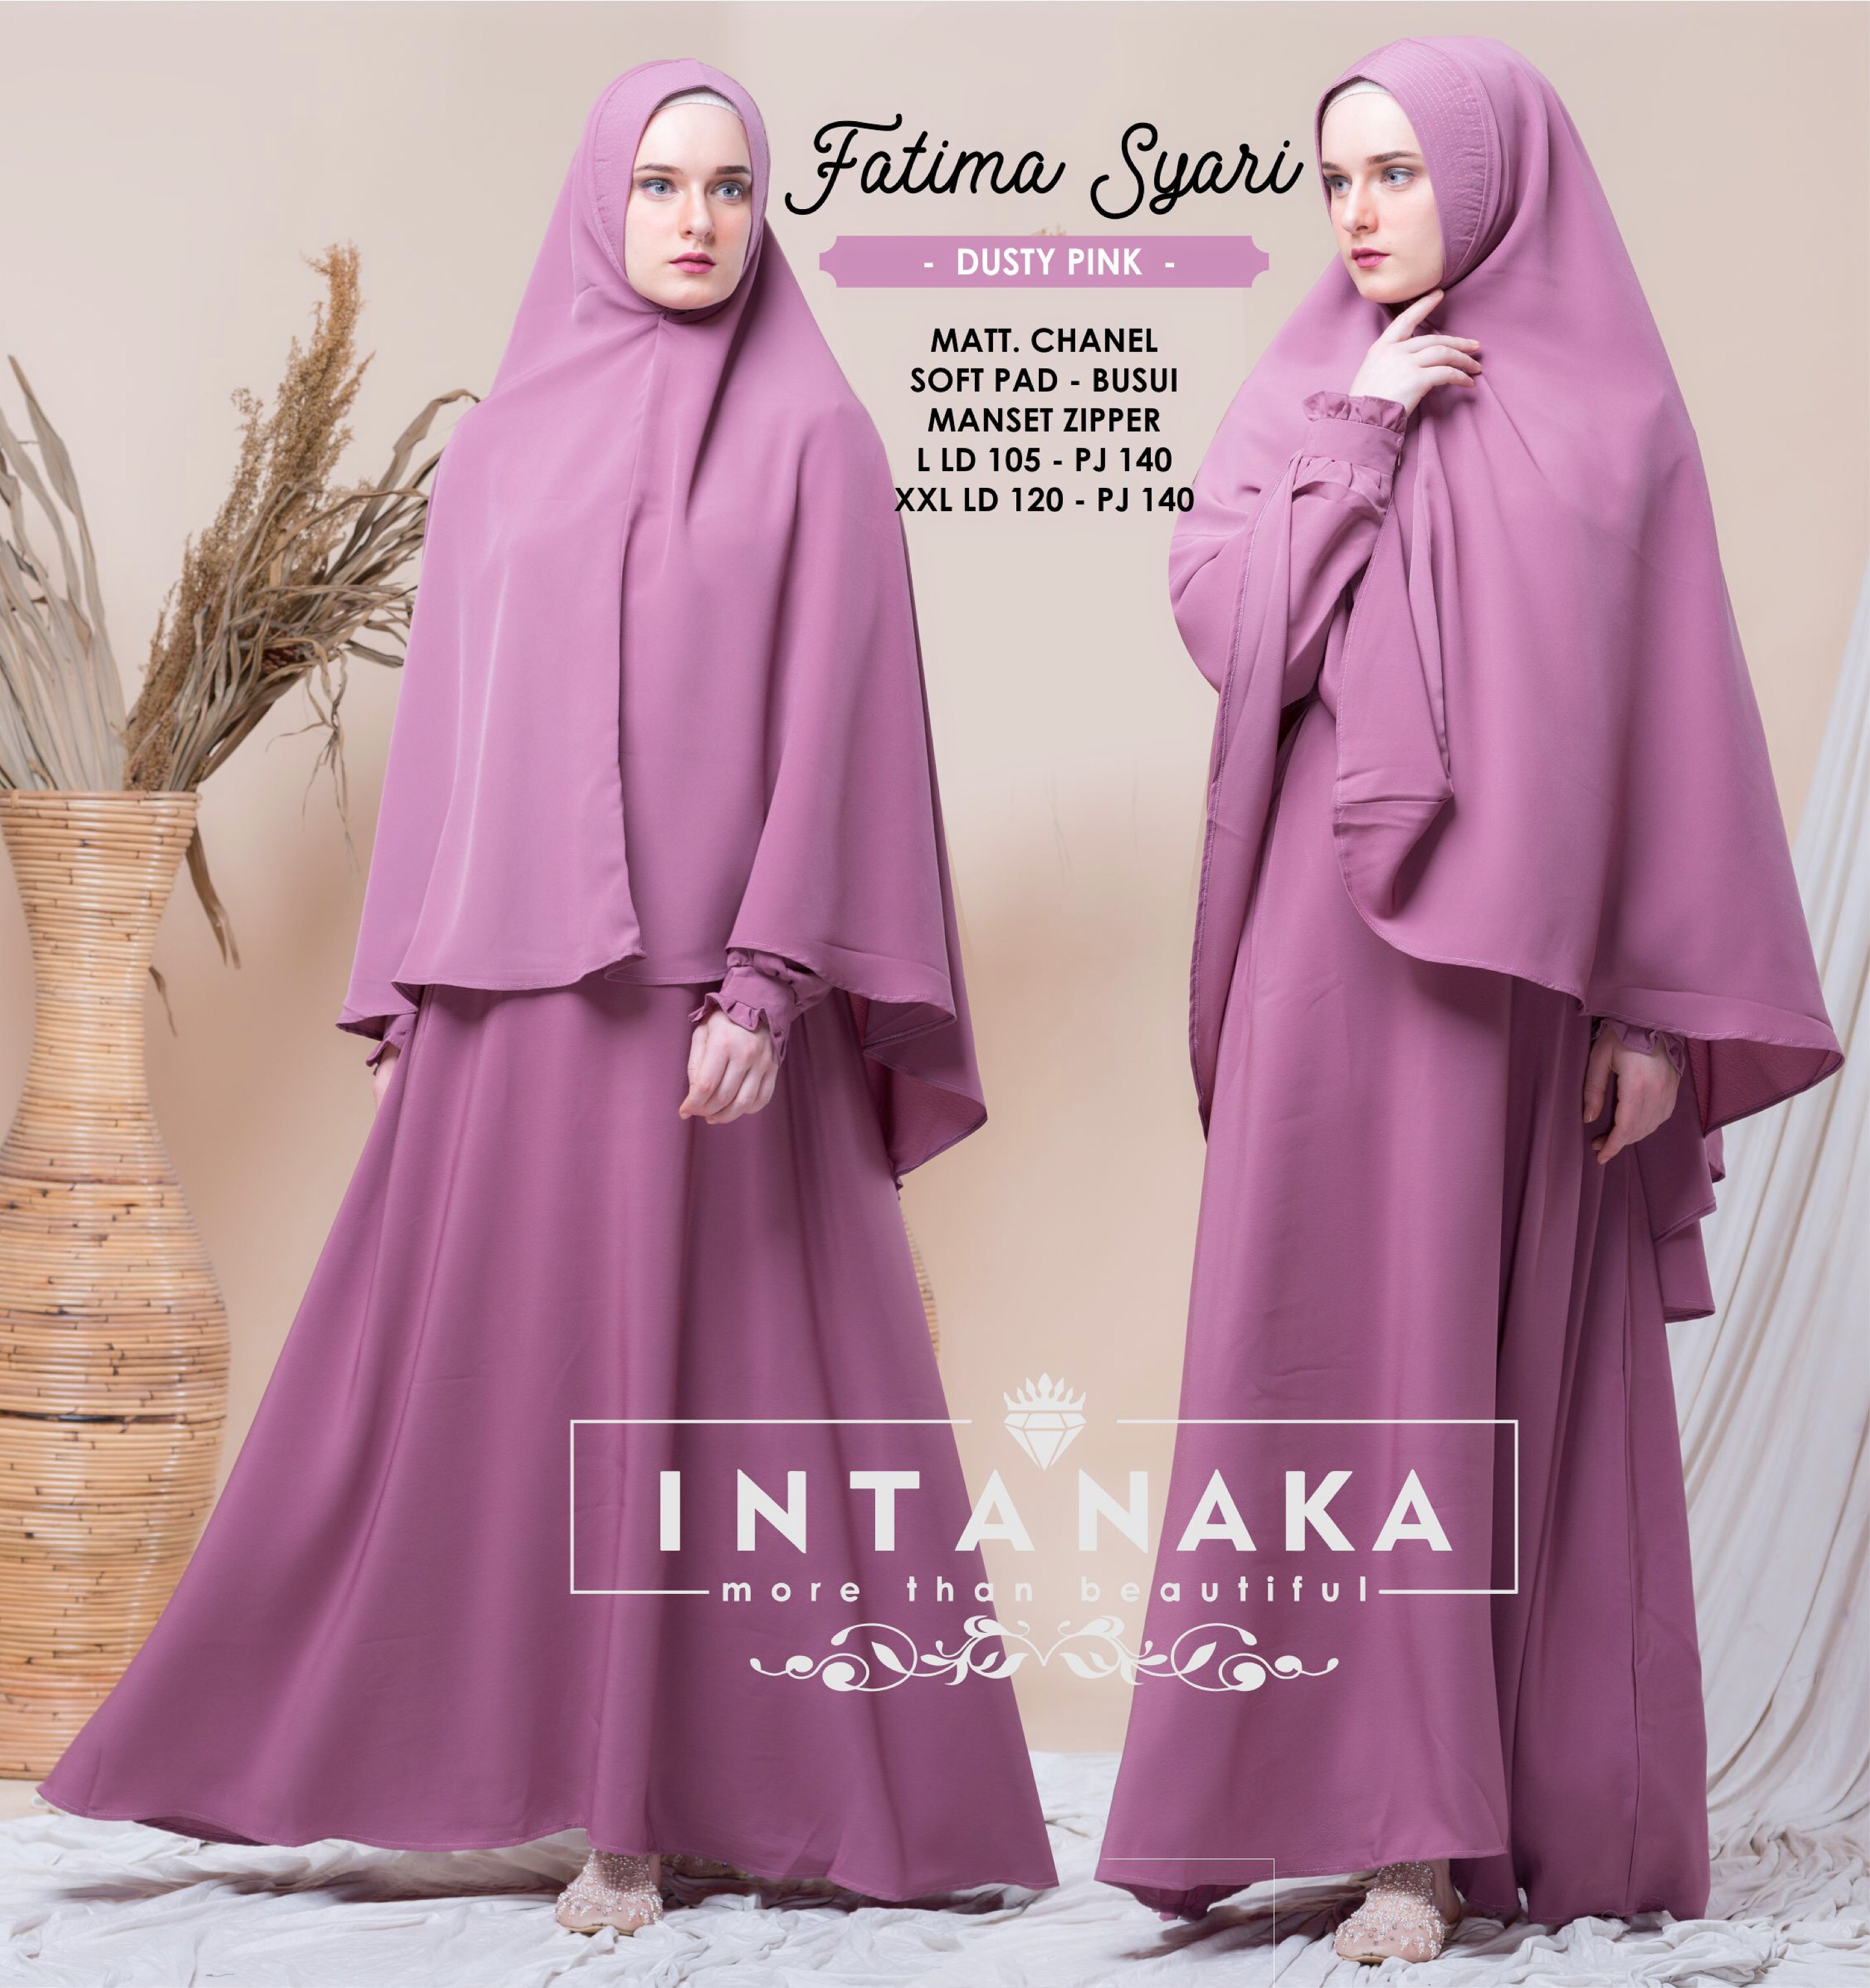 Fatima Syari
- DUSTY PINK -
MATT. CHANEL
SOFT PAD - BUSUI
MANSET ZIPPER
L LD 105 - PJ 140
XXL LD 120 - PJ 140
INTANAKA
more than beautiful